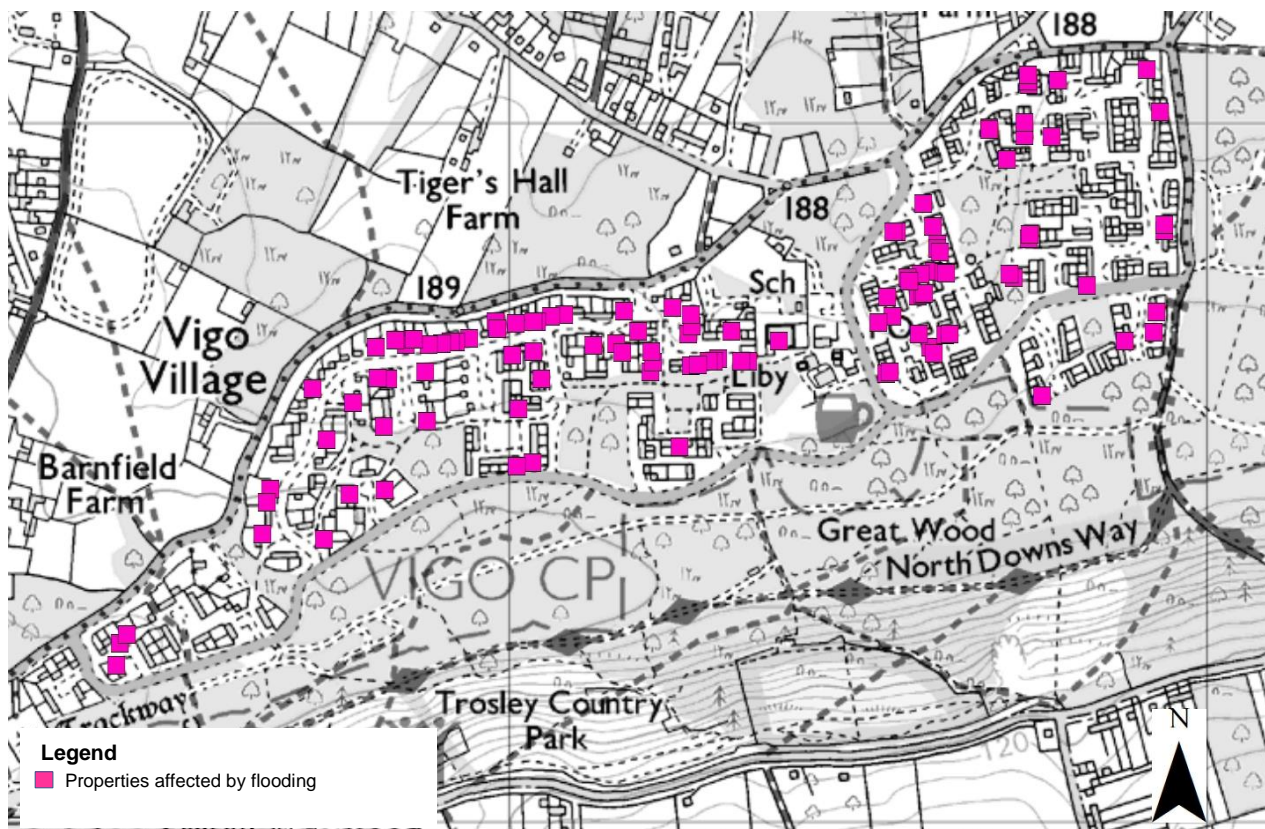 188
Tiger's Hall
Farm
188
189
Sch
Vigo
Village
Liby
Barnfield
Farm
Great Wood
North Downs Way
VIGO CP
Trosley Country
Park
Trackway
N
Legend
Properties affected by flooding